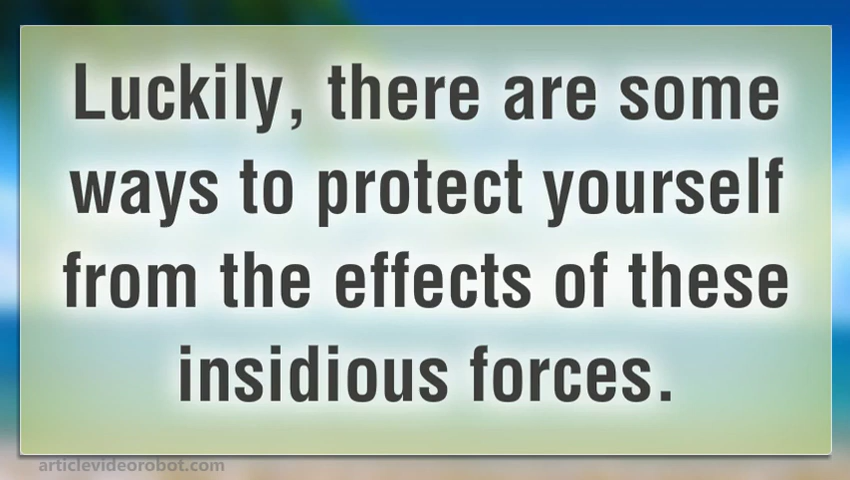 Luckily, there are some
ways to protect yourself
from the effects of these
insidious forces.
articlevideorobot.com